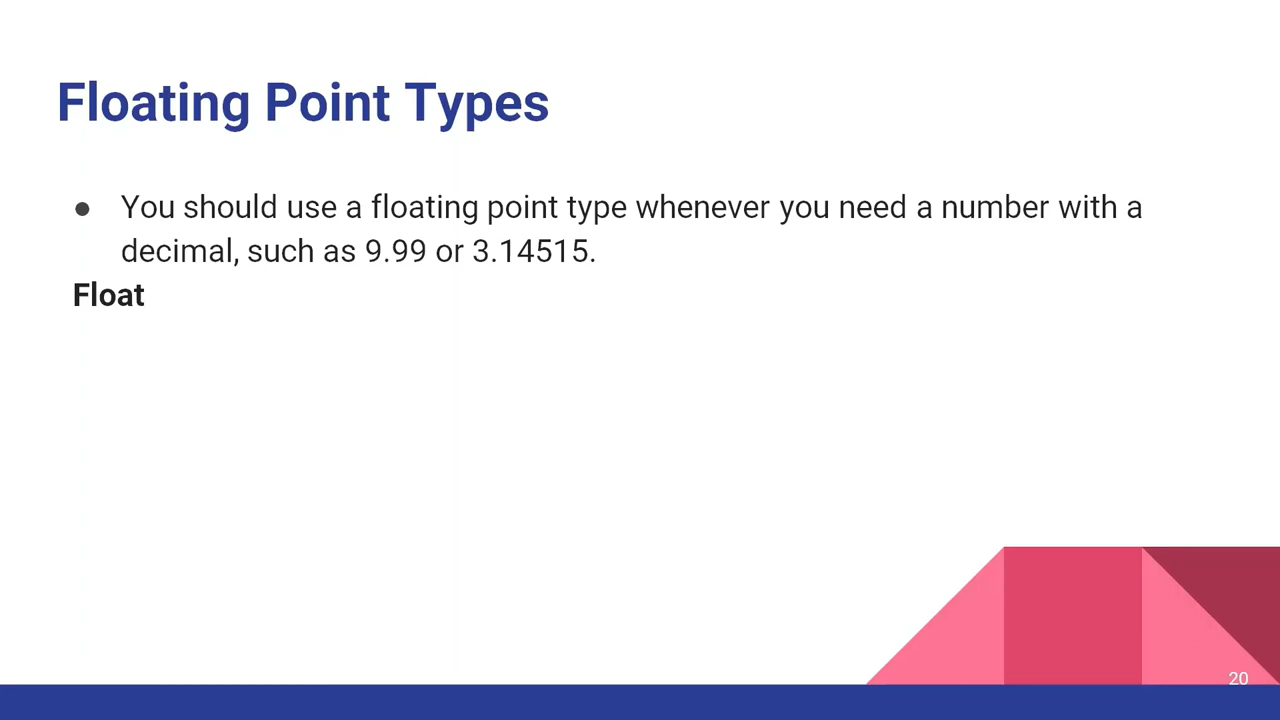 Floating Point Types
● You should use a floating point type whenever you need a number with a
decimal, such as 9.99 or 3.14515.
Float
20